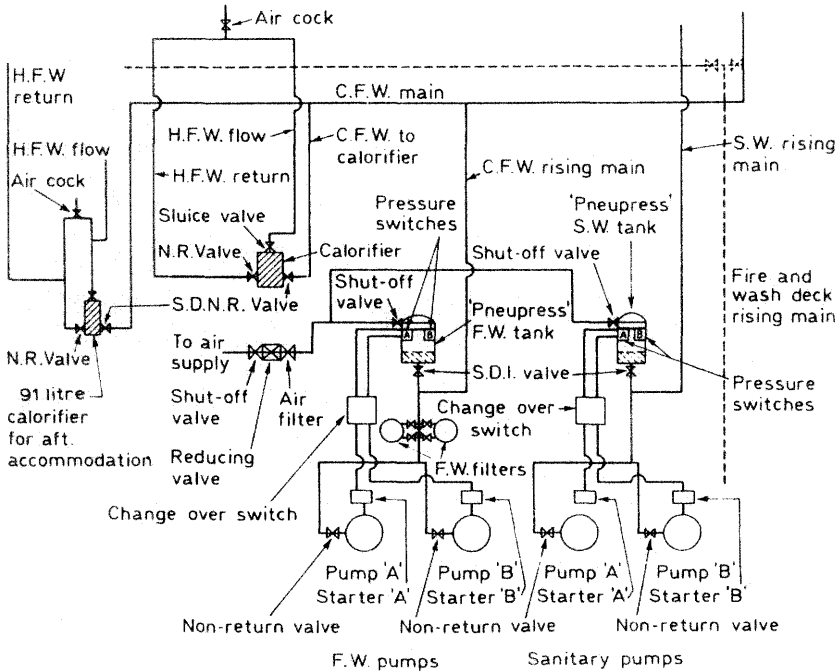 Air cock
H.F.W
return
C.F.W. main
H.F.W. flow
H.F.W. flow
C.F.W. to
calorifier
S.W. rising
main
Air cock
H.F.W. return
C.F.W. rising main
'Pneupress'
S.W. tank
Sluice valve
Pressure
switches
N.R. Valve
Calorifier
Shut-off valve
Shut-off
valve
Fire and
wash deck
rising main
S.D.N.R. Valve
'Pneupress'
F.W. tank
A
B
A
B
N.R. Valve
To air
supply
S.D.I. valve
Pressure
switches
91 litre
calorifier
for aft.
accommodation
Shut-off
valve
Air
filter
Change over
switch
Reducing
valve
F.W. filters
Change over switch
Pump 'A'
Starter 'A'
Pump 'B'
Starter 'B'
Pump 'A'
Starter 'A'
Pump 'B'
Starter 'B'
Non-return valve
Non-return valve
Non-return valve
F.W. pumps
Sanitary pumps